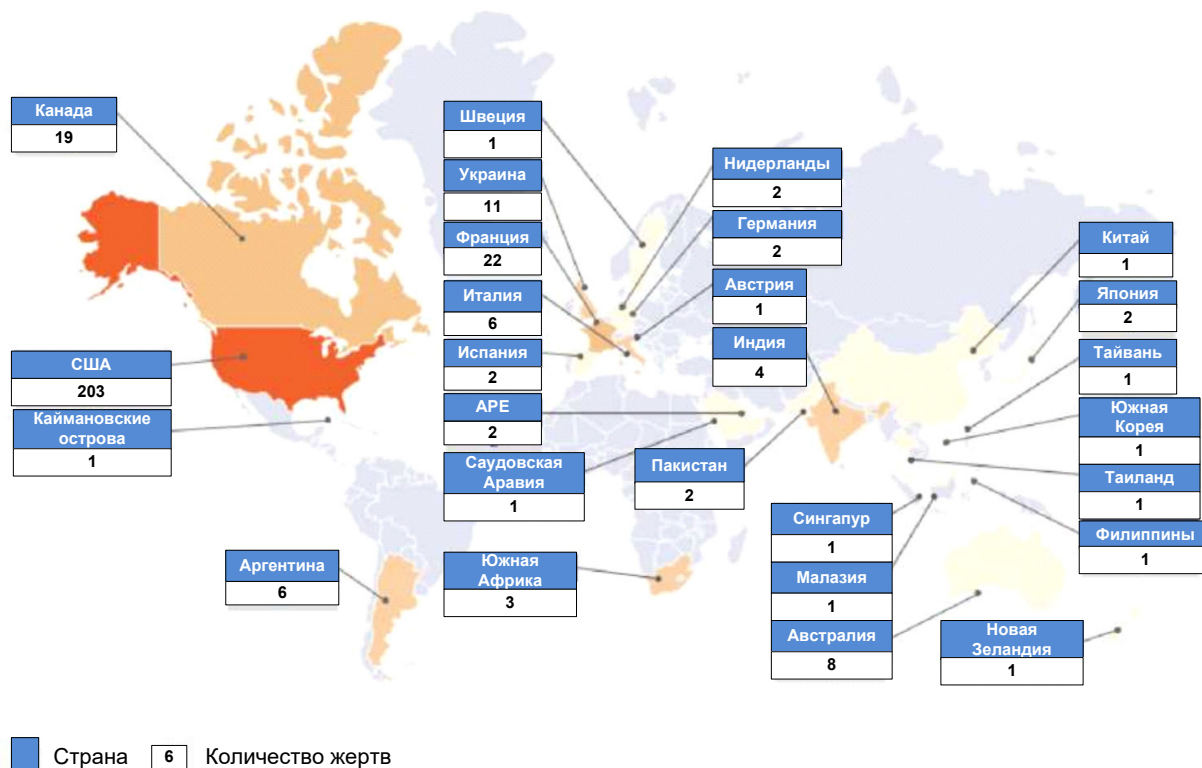 Канада
19
США
203
Каймановские
острова
1
Аргентина
6
Швеция
1
Украина
11
Франция
22
Италия
6
Испания
2
АРЕ
2
Саудовская
Аравия
1
Южная
Африка
3
Нидерланды
2
Германия
2
Австрия
1
Индия
4
Пакистан
2
Сингапур
1
Малазия
1
Австралия
8
Новая
Зеландия
1
Китай
1
Япония
2
Тайвань
1
Южная
Корея
1
Таиланд
1
Филиппины
1
Страна 6 Количество жертв